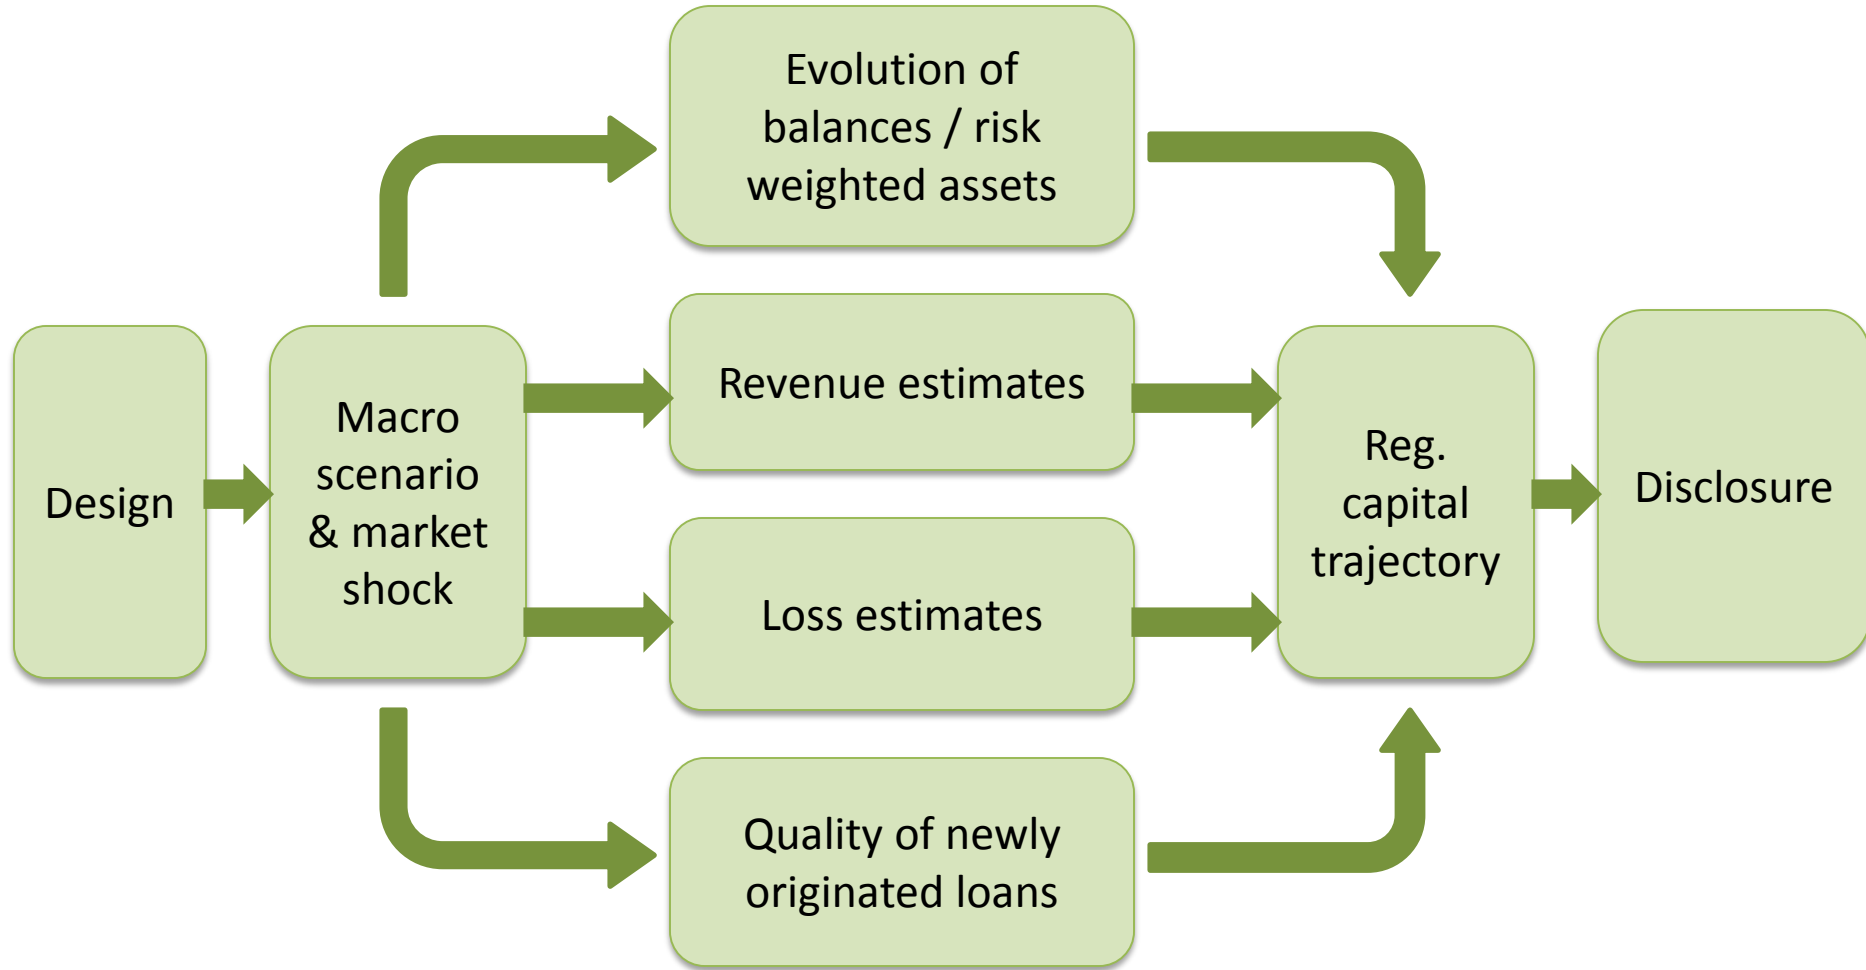 Design
Macro
scenario
& market
shock
Evolution of
balances / risk
weighted assets
Revenue estimates
Loss estimates
Quality of newly
originated loans
Reg.
capital
trajectory
Disclosure